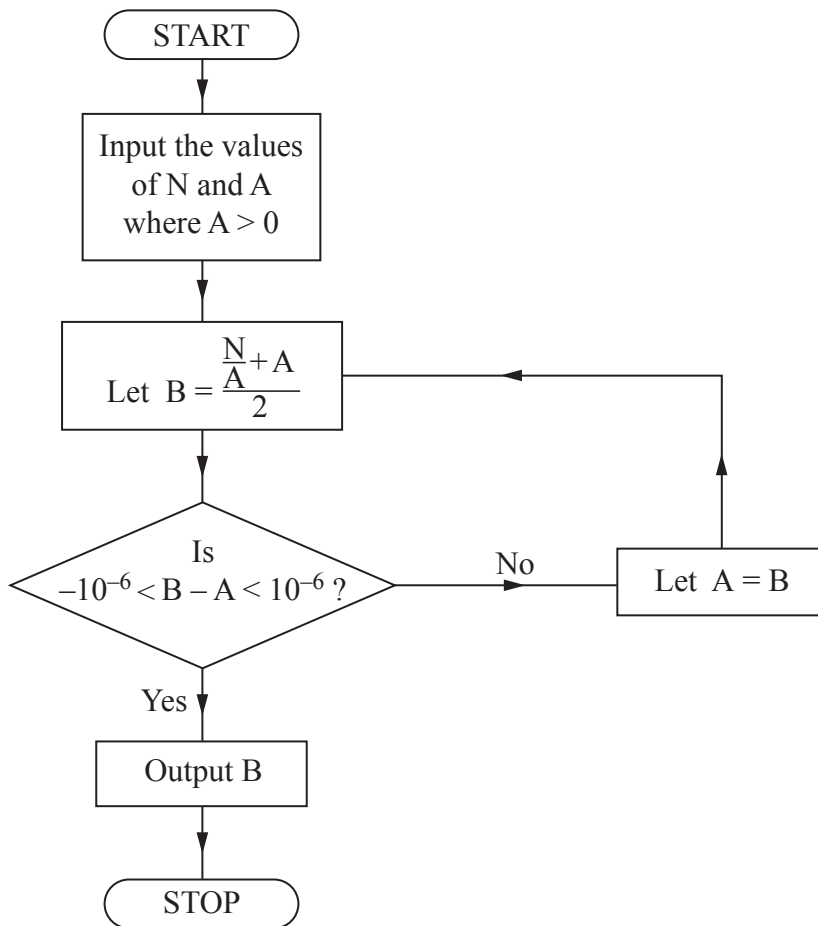 START
Input the values
of N and A
where A > 0
Let B = (N/A + A)/2
Is
–10⁻⁶ < B – A < 10⁻⁶ ?
No
Let A = B
Yes
Output B
STOP